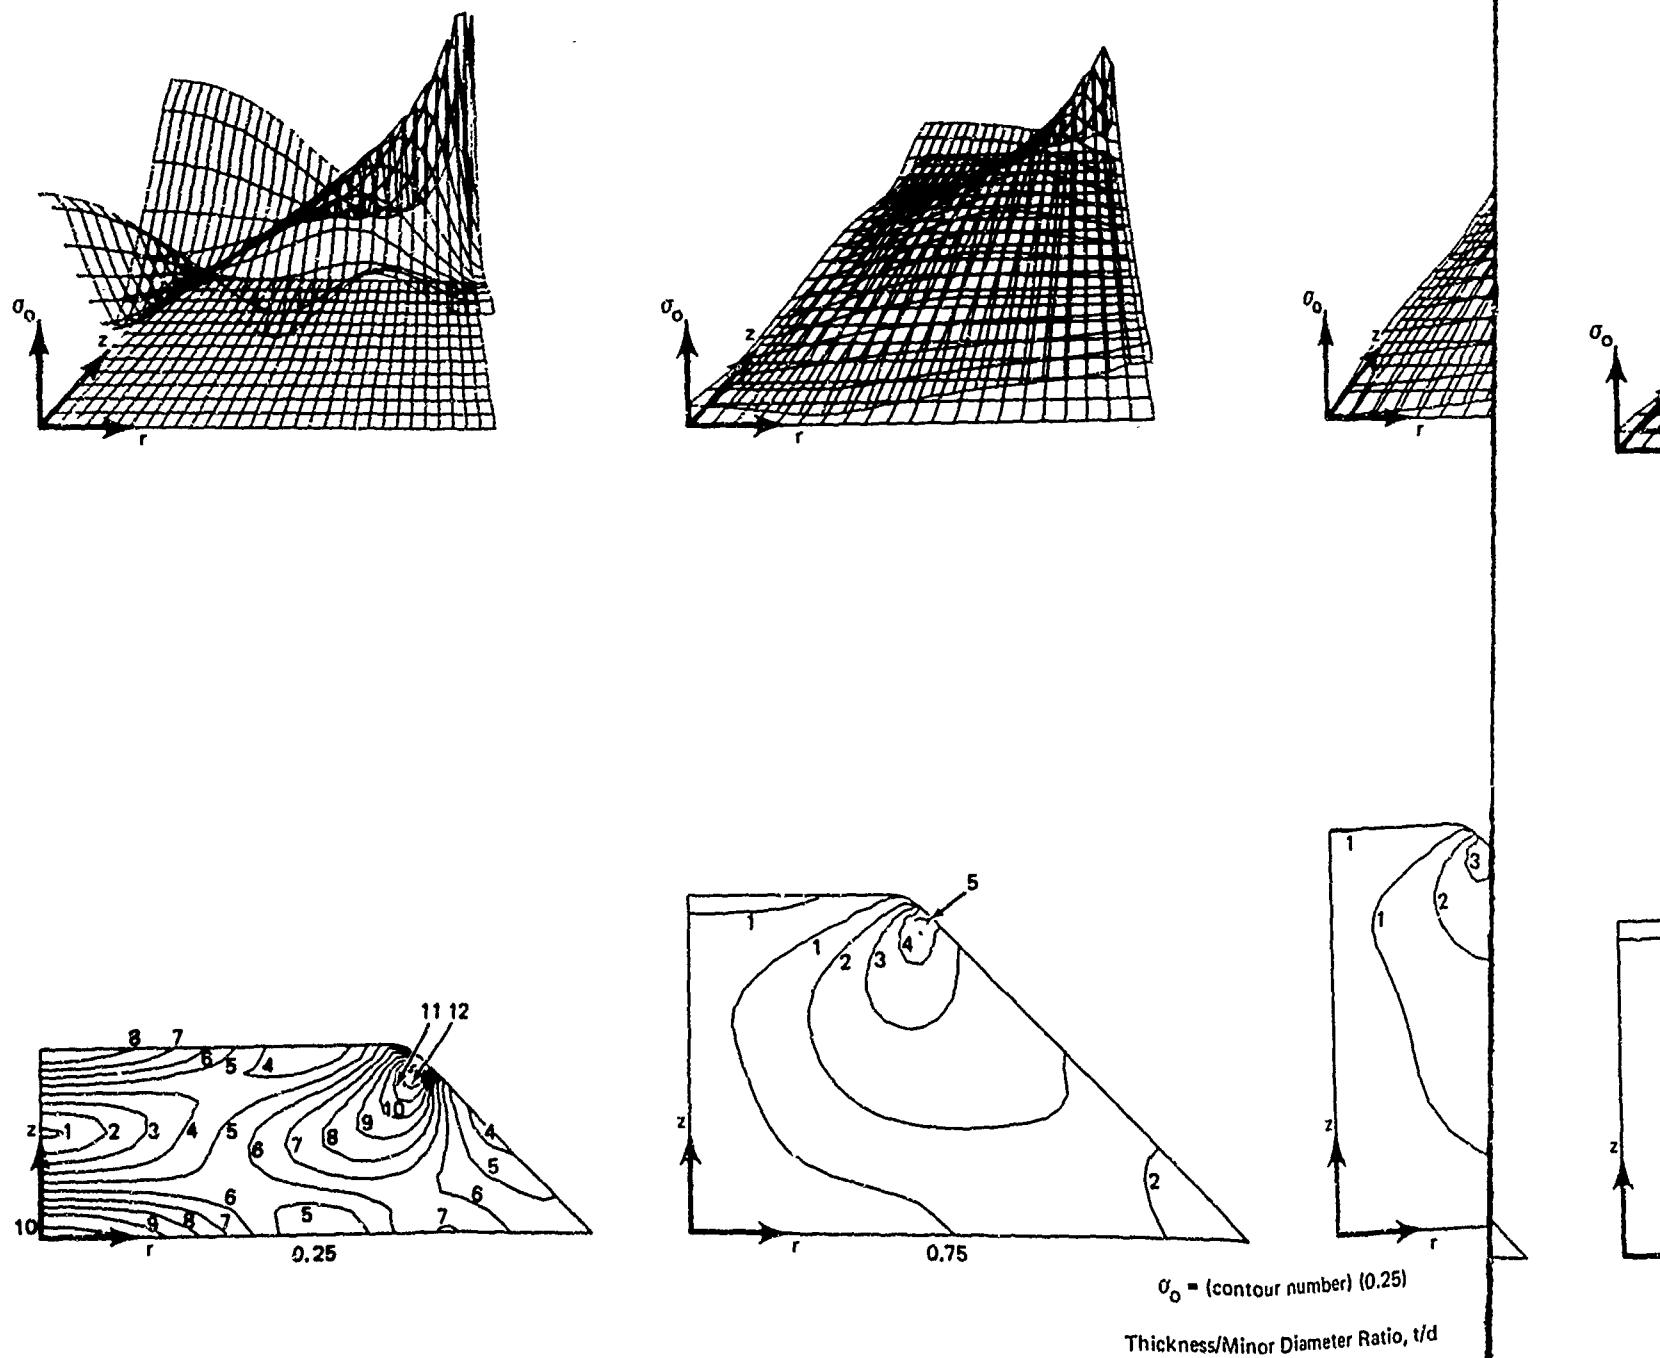 σo
z
r
σo
z
r
σo
z
r
σo
8
7
6
5
4
11 12
10
9
8
7
6
5
4
3
2
1
z
4
5
6
7
6
5
10
9
8
7
r
0.25
5
1
1
2
3
4
2
z
r
0.75
1
1
2
3
z
r
z
σo = (contour number) (0.25)
Thickness/Minor Diameter Ratio, t/d